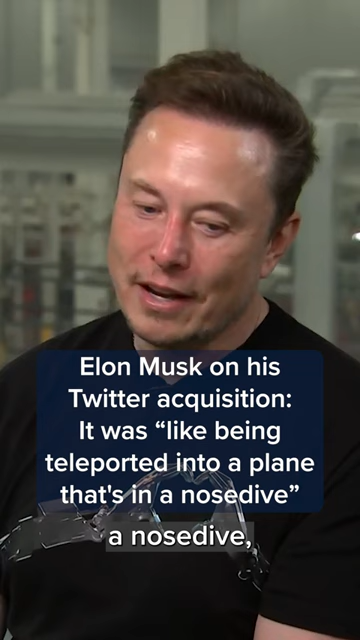 Elon Musk on his
Twitter acquisition:
It was “like being
teleported into a plane
that's in a nosedive”
a nosedive,